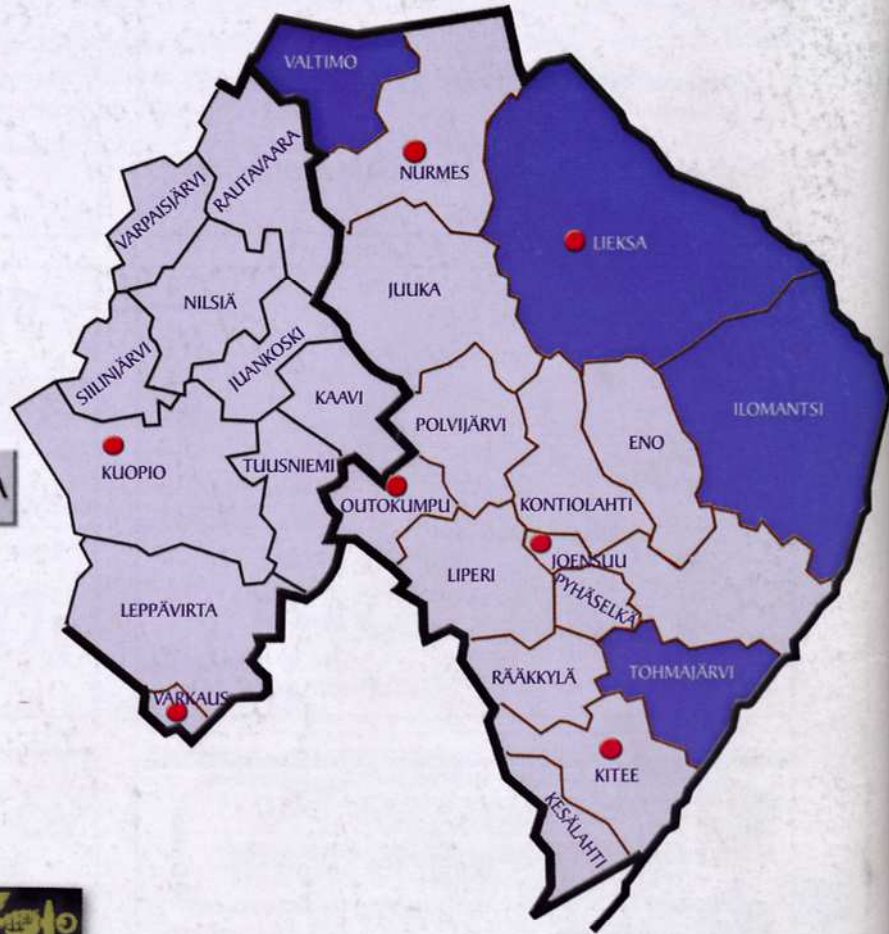 VALTIMO
NURMES
RAUTAVAARA
VARPAISJÄRVI
LIEKSA
JUUKA
NILSIÄ
JUANKOSKI
SIILINJÄRVI
KAAVI
ILOMANTSI
POLVIJÄRVI
ENO
KUOPIO
TUUSNIEMI
OUTOKUMPU
KONTIOLAHTI
JOENSUU
LIPERI
PYHÄSELKÄ
LEPPÄVIRTA
RÄÄKKYLÄ
TOHMAJÄRVI
VARKAUS
KITEE
KESÄLAHTI
A